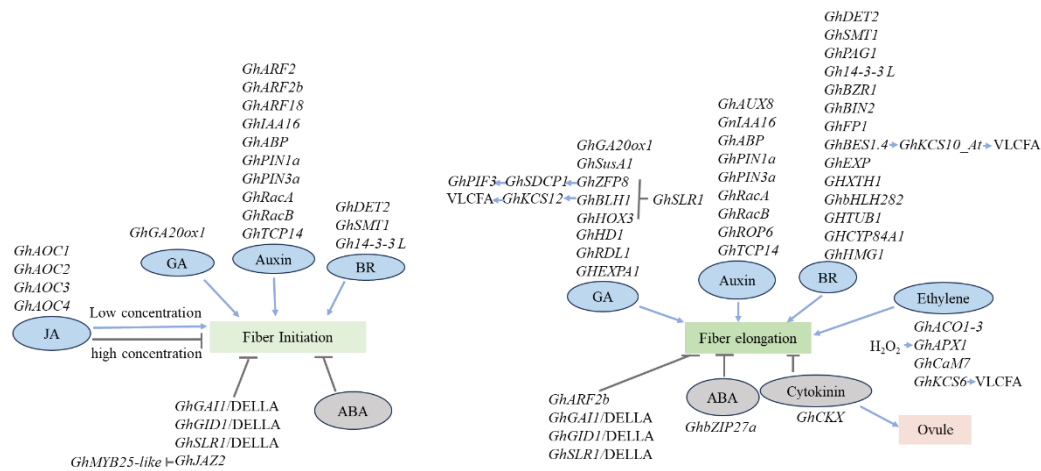 GhARF2
GhARF2b
GhARF18
GhIAA16
GhABP
GhPIN1a
GhPIN3a
GhRacA
GhRacB
GhTCP14
Auxin
GhGA20ox1
GA
GhDET2
GhSMT1
Gh14-3-3 L
BR
GhAOC1
GhAOC2
GhAOC3
GhAOC4
JA
Low concentration
high concentration
Fiber Initiation
GhGAI1/DELLA
GhGID1/DELLA
GhSLR1/DELLA
GhMYB25-like GhJAZ2
ABA
GhGA20ox1
GhSusA1
GhPIF3 GhSDCP1 GhZFP8
VLCFA GhKCS12 GhBLH1 GhSLR1
GhHOX3
GhHD1
GhRDL1
GHEXPA1
GA
GhAUX8
GnIAA16
GhABP
GhPIN1a
GhPIN3a
GhRacA
GhRacB
GhROP6
GhTCP14
Auxin
GhDET2
GhSMT1
GhPAG1
Gh14-3-3 L
GhBZR1
GhBIN2
GhFP1
GhBES1.4 GhKCS10_At VLCFA
GhEXP
GHXTH1
GhbHLH282
GHTUB1
GHCYP84A1
GhHMG1
BR
Ethylene
GhACO1-3
H₂O₂ GhAPX1
GhCaM7
GhKCS6 VLCFA
Fiber elongation
GhARF2b
GhGAI1/DELLA
GhGID1/DELLA
GhSLR1/DELLA
ABA
GhbZIP27a
Cytokinin
GhCKX
Ovule